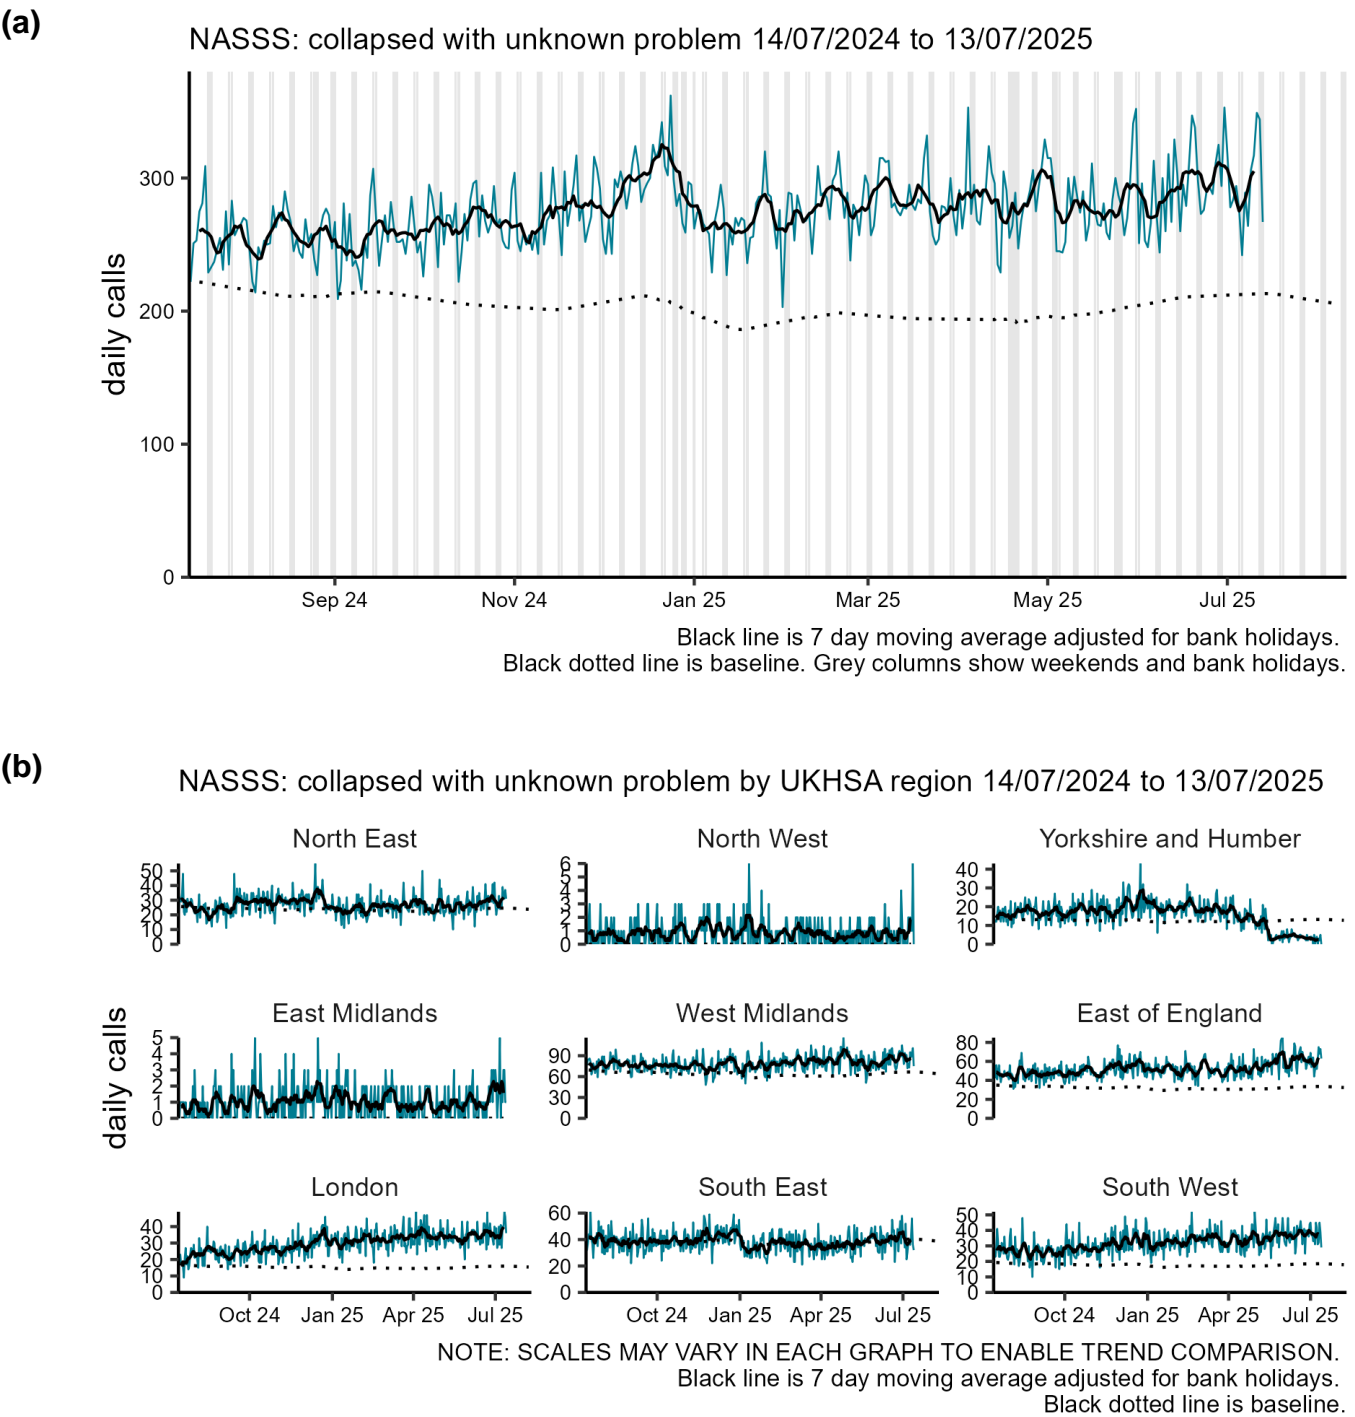 (a)
NASSS: collapsed with unknown problem 14/07/2024 to 13/07/2025
daily calls
300
200
100
0
Sep 24 Nov 24 Jan 25 Mar 25 May 25 Jul 25
Black line is 7 day moving average adjusted for bank holidays.
Black dotted line is baseline. Grey columns show weekends and bank holidays.
(b)
NASSS: collapsed with unknown problem by UKHSA region 14/07/2024 to 13/07/2025
daily calls
North East
50
40
30
20
10
0
North West
6
5
4
3
2
1
0
Yorkshire and Humber
40
30
20
10
0
East Midlands
5
4
3
2
1
0
West Midlands
90
60
30
0
East of England
80
60
40
20
0
London
40
30
20
10
0
South East
60
40
20
0
South West
50
40
30
20
10
0
Oct 24 Jan 25 Apr 25 Jul 25 Oct 24 Jan 25 Apr 25 Jul 25 Oct 24 Jan 25 Apr 25 Jul 25
NOTE: SCALES MAY VARY IN EACH GRAPH TO ENABLE TREND COMPARISON.
Black line is 7 day moving average adjusted for bank holidays.
Black dotted line is baseline.